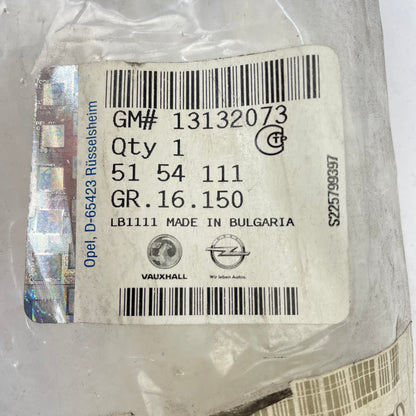 GM# 13132073
Qty 1
51 54 111
GR.16.150
LB1111 MADE IN BULGARIA
VAUXHALL
Wir leben Autos.
Opel, D-65423 Rüsselsheim
S225799397